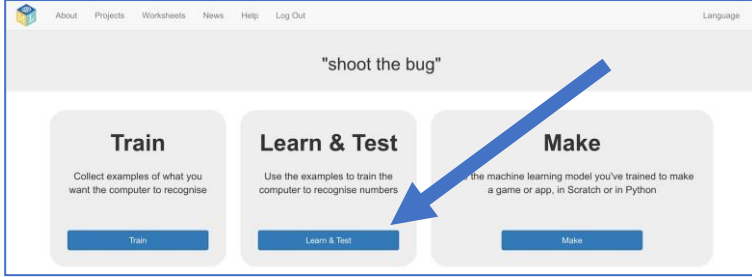 About Projects Worksheets News Help Log Out Language
"shoot the bug"
Train
Collect examples of what you
want the computer to recognise
Train
Learn & Test
Use the examples to train the
computer to recognise numbers
Learn & Test
Make
the machine learning model you've trained to make
a game or app, in Scratch or in Python
Make